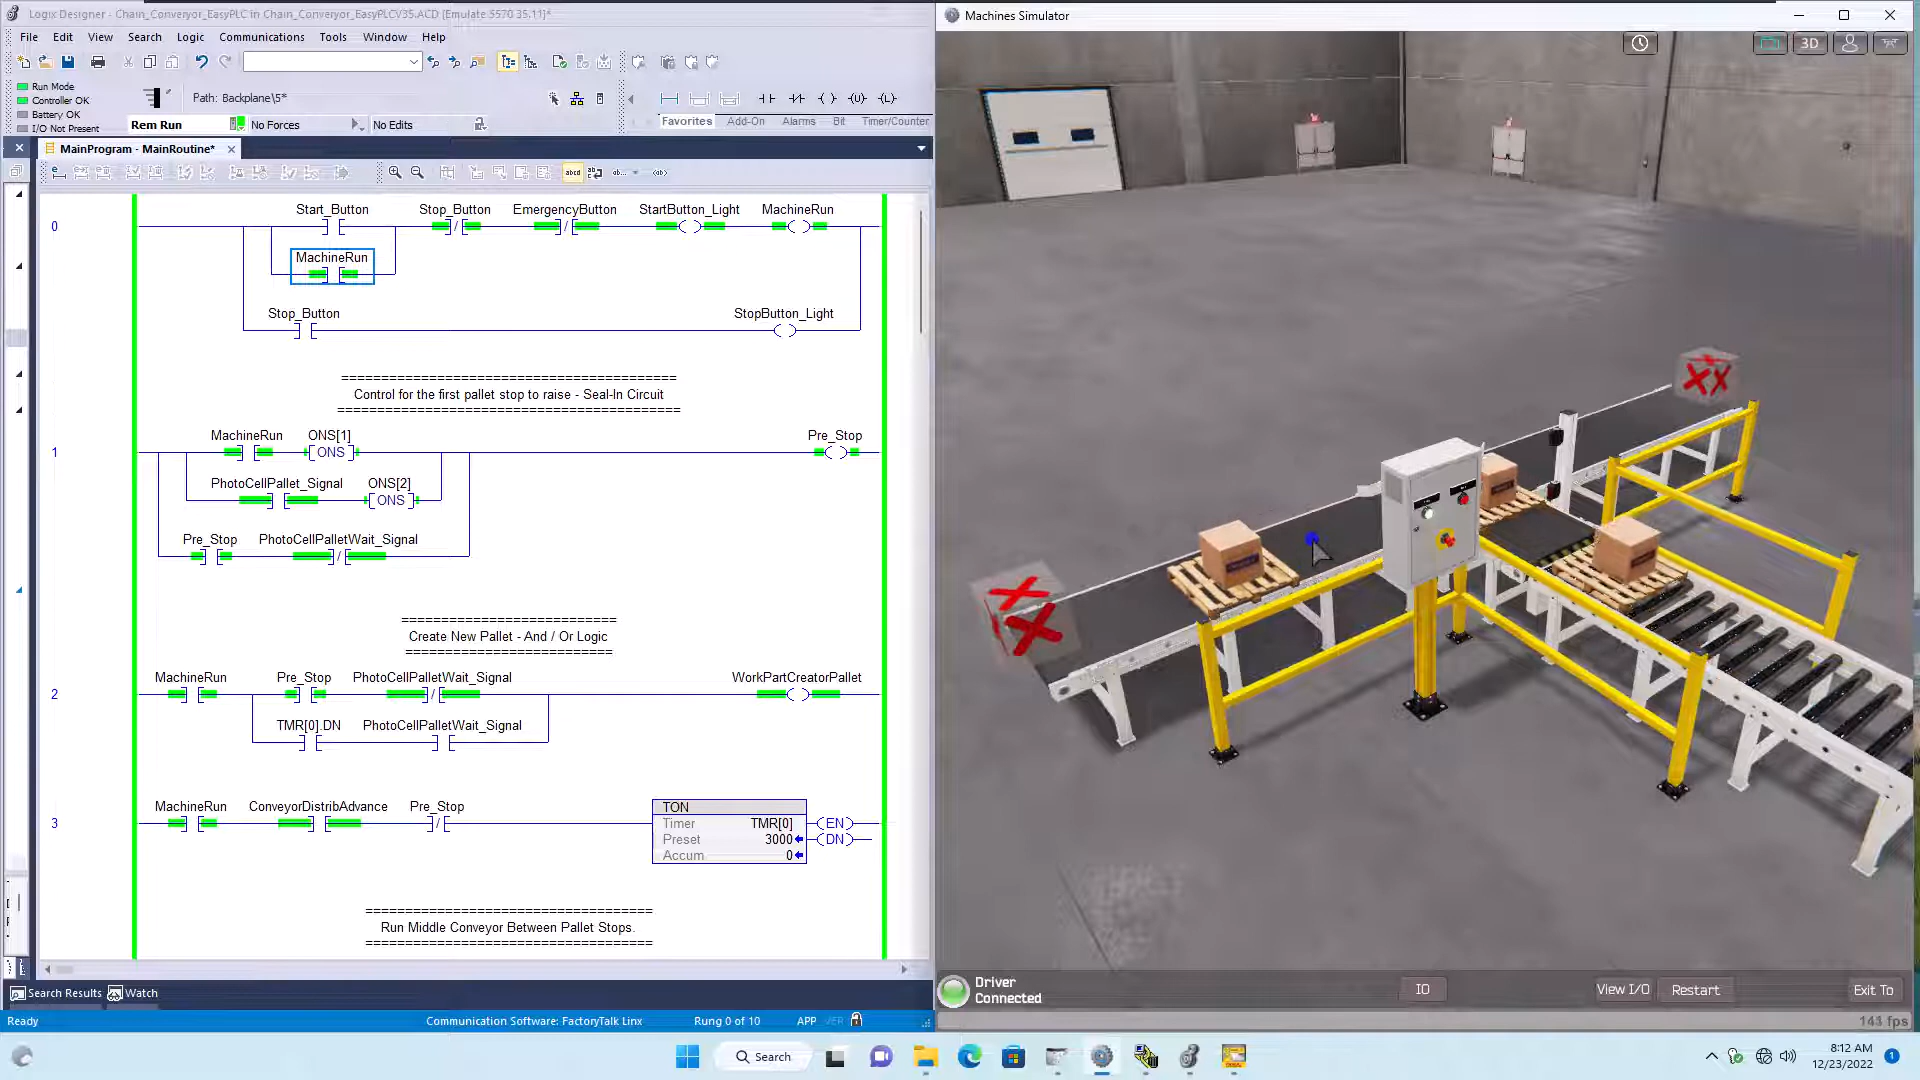 Logix Designer - Chain_Converyor_EasyPLC in Chain_Converyor_EasyPLCV35.ACD [Emulate 5570 35.11]*
File Edit View Search Logic Communications Tools Window Help
Run Mode
Controller OK
Battery OK
I/O Not Present
Path: Backplane\5*
Rem Run
No Forces
No Edits
Favorites Add-On Alarms Bit Timer/Counter
MainProgram - MainRoutine*
0
Start_Button Stop_Button EmergencyButton StartButton_Light MachineRun
MachineRun
Stop_Button StopButton_Light
==========================================
Control for the first pallet stop to raise - Seal-In Circuit
===========================================
1
MachineRun ONS[1] Pre_Stop
ONS
PhotoCellPallet_Signal ONS[2]
ONS
Pre_Stop PhotoCellPalletWait_Signal
===========================
Create New Pallet - And / Or Logic
==========================
2
MachineRun Pre_Stop PhotoCellPalletWait_Signal WorkPartCreatorPallet
TMR[0].DN PhotoCellPalletWait_Signal
3
MachineRun ConveyorDistribAdvance Pre_Stop
TON
Timer TMR[0]
Preset 3000
Accum 0
EN
DN
====================================
Run Middle Conveyor Between Pallet Stops.
====================================
Search Results Watch
Ready
Communication Software: FactoryTalk Linx
Rung 0 of 10
APP VER
Machines Simulator
3D
Driver
Connected
IO
View I/O
Restart
Exit To
143 fps
Search
8:12 AM
12/23/2022
1